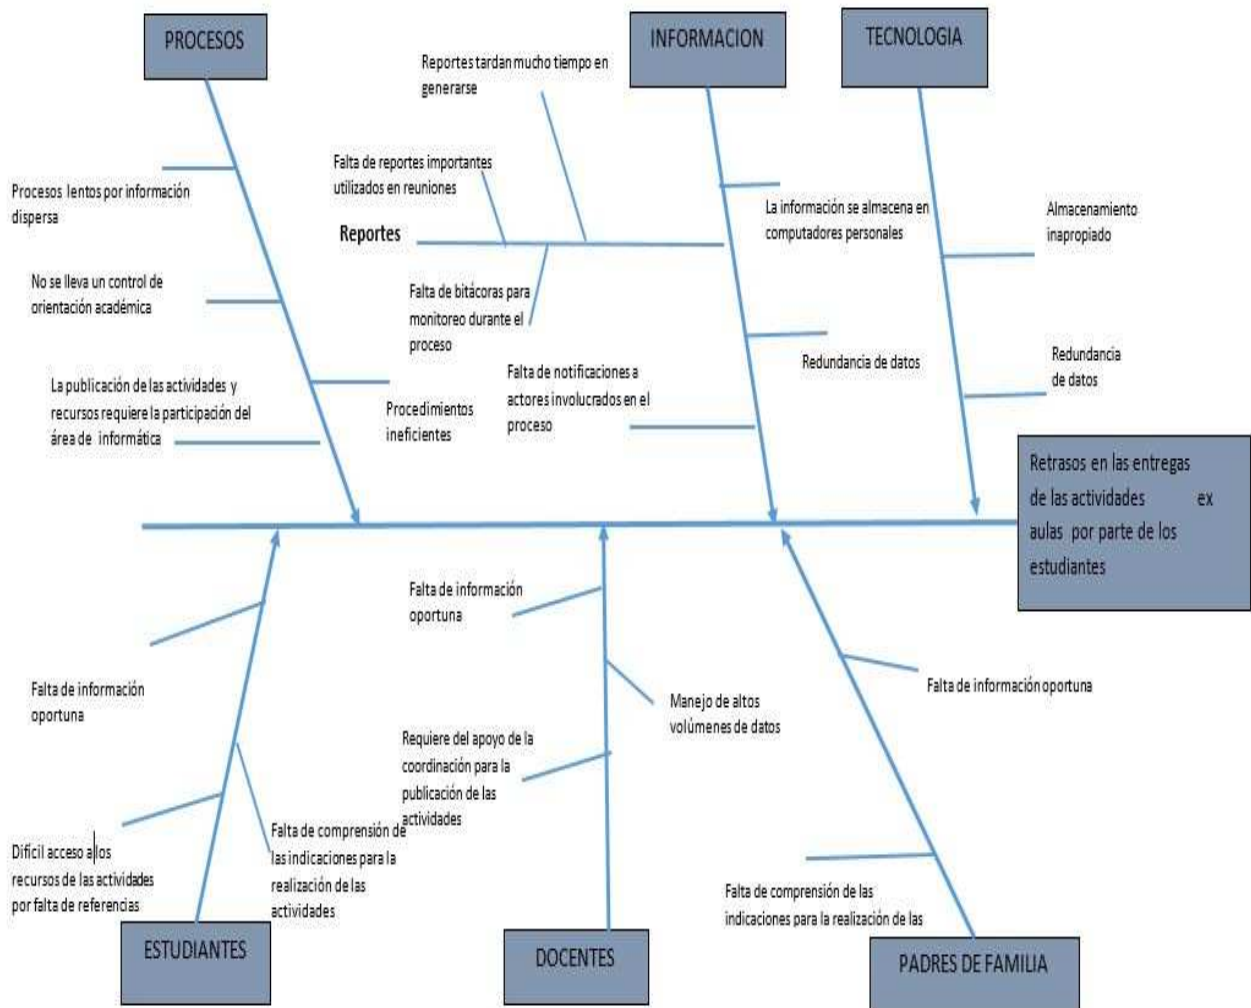 PROCESOS
INFORMACION
TECNOLOGIA
Reportes tardan mucho tiempo en
generarse
Falta de reportes importantes
utilizados en reuniones
Reportes
Falta de bitácoras para
monitoreo durante el
proceso
Procesos lentos por información
dispersa
No se lleva un control de
orientación académica
La publicación de las actividades y
recursos requiere la participación del
área de informática
Procedimientos
ineficientes
La información se almacena en
computadores personales
Redundancia de datos
Falta de notificaciones a
actores involucrados en el
proceso
Almacenamiento
inapropiado
Redundancia
de datos
Retrasos en las entregas
de las actividades ex
aulas por parte de los
estudiantes
Falta de información
oportuna
Difícil acceso a los
recursos de las actividades
por falta de referencias
Falta de comprensión de
las indicaciones para la
realización de las
actividades
Falta de información
oportuna
Manejo de altos
volúmenes de datos
Requiere del apoyo de la
coordinación para la
publicación de las
actividades
Falta de información oportuna
Falta de comprensión de las
indicaciones para la realización de las
ESTUDIANTES
DOCENTES
PADRES DE FAMILIA